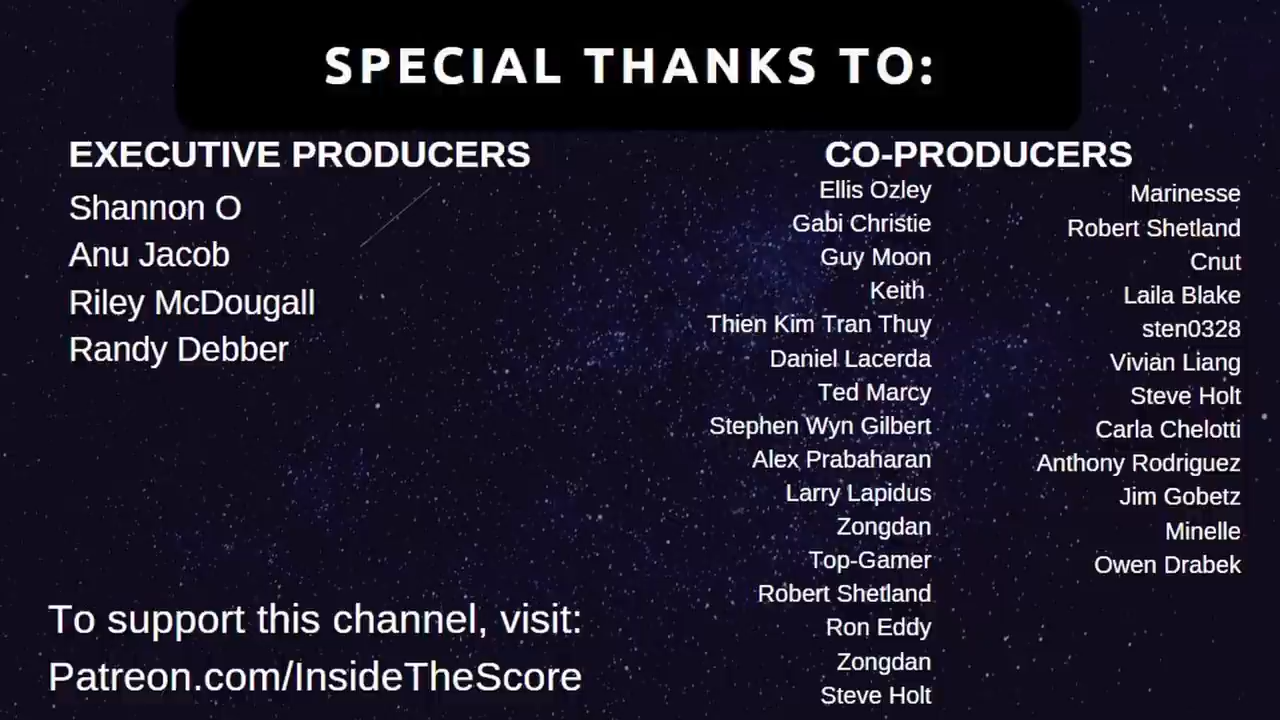 SPECIAL THANKS TO:
EXECUTIVE PRODUCERS
Shannon O
Anu Jacob
Riley McDougall
Randy Debber
To support this channel, visit:
Patreon.com/InsideTheScore
CO-PRODUCERS
Ellis Ozley
Gabi Christie
Guy Moon
Keith
Thien Kim Tran Thuy
Daniel Lacerda
Ted Marcy
Stephen Wyn Gilbert
Alex Prabaharan
Larry Lapidus
Zongdan
Top-Gamer
Robert Shetland
Ron Eddy
Zongdan
Steve Holt
Marinesse
Robert Shetland
Cnut
Laila Blake
sten0328
Vivian Liang
Steve Holt
Carla Chelotti
Anthony Rodriguez
Jim Gobetz
Minelle
Owen Drabek